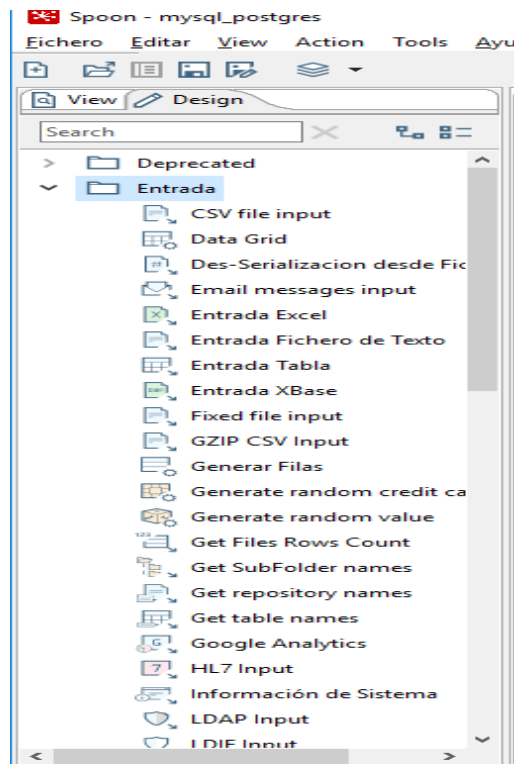 Spoon - mysql_postgres
Fichero Editar View Action Tools Ayu
View Design
Search
Deprecated
Entrada
CSV file input
Data Grid
Des-Serializacion desde Fic
Email messages input
Entrada Excel
Entrada Fichero de Texto
Entrada Tabla
Entrada XBase
Fixed file input
GZIP CSV Input
Generar Filas
Generate random credit ca
Generate random value
Get Files Rows Count
Get SubFolder names
Get repository names
Get table names
Google Analytics
HL7 Input
Información de Sistema
LDAP Input
LDIF Input